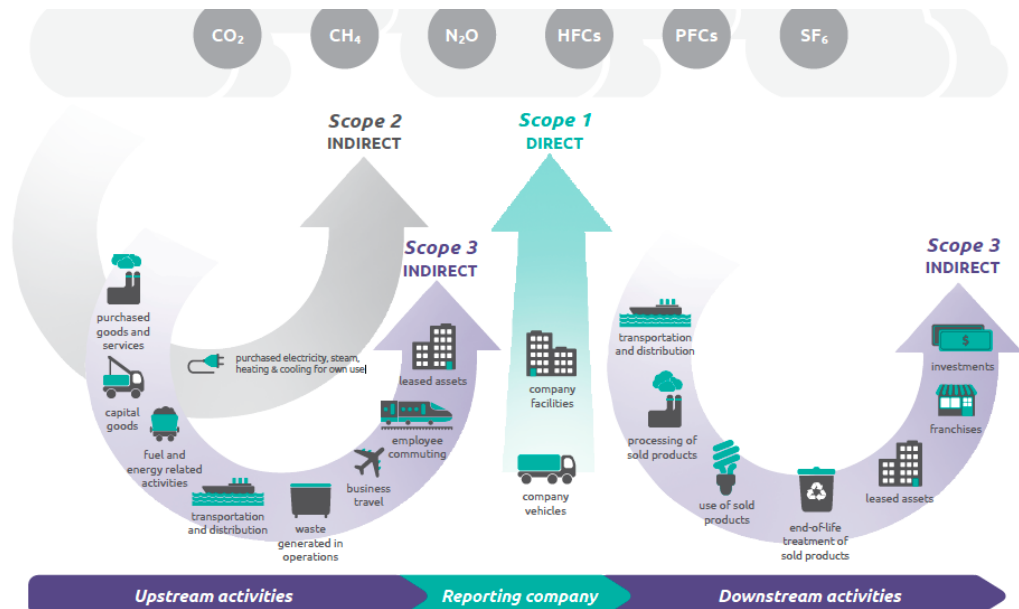 CO₂ CH₄ N₂O HFCs PFCs SF₆
Scope 2
INDIRECT
Scope 1
DIRECT
Scope 3
INDIRECT
Scope 3
INDIRECT
purchased
goods and
services
capital
goods
fuel and
energy related
activities
transportation
and distribution
waste
generated in
operations
business
travel
employee
commuting
leased assets
purchased electricity, steam,
heating & cooling for own use
company
facilities
company
vehicles
transportation
and distribution
processing of
sold products
use of sold
products
end-of-life
treatment of
sold products
leased assets
franchises
$
investments
Upstream activities
Reporting company
Downstream activities